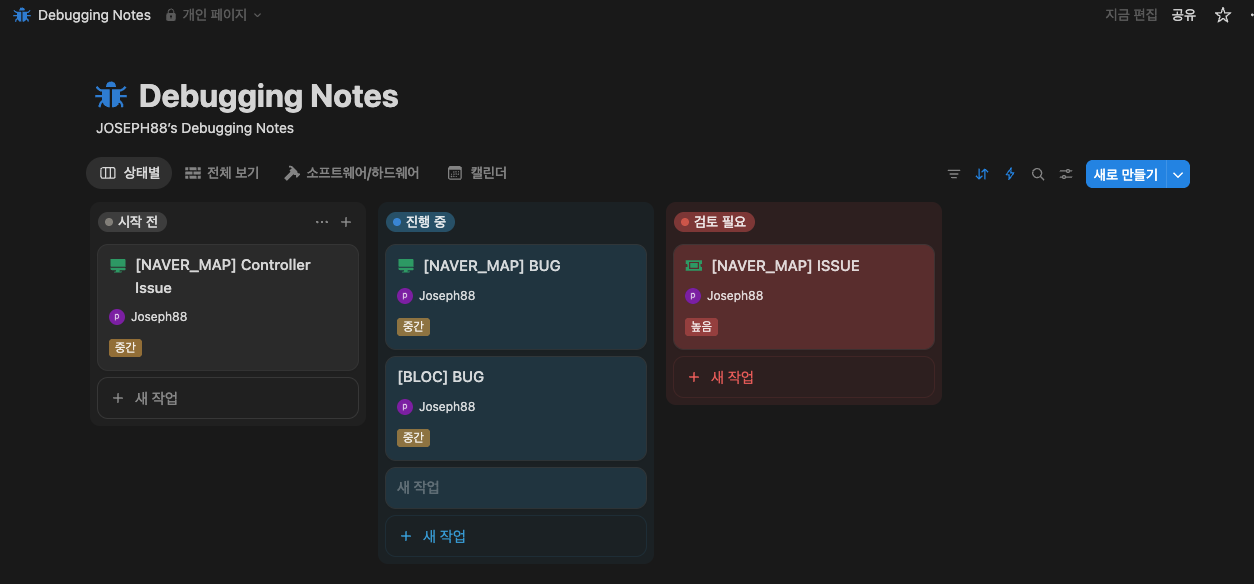 Debugging Notes
개인 페이지
지금 편집
공유
Debugging Notes
JOSEPH88's Debugging Notes
상태별
전체 보기
소프트웨어/하드웨어
캘린더
새로 만들기
시작 전
[NAVER_MAP] Controller
Issue
P
Joseph88
중간
+ 새 작업
진행 중
[NAVER_MAP] BUG
P
Joseph88
중간
[BLOC] BUG
P
Joseph88
중간
새 작업
+ 새 작업
검토 필요
[NAVER_MAP] ISSUE
P
Joseph88
높음
+ 새 작업